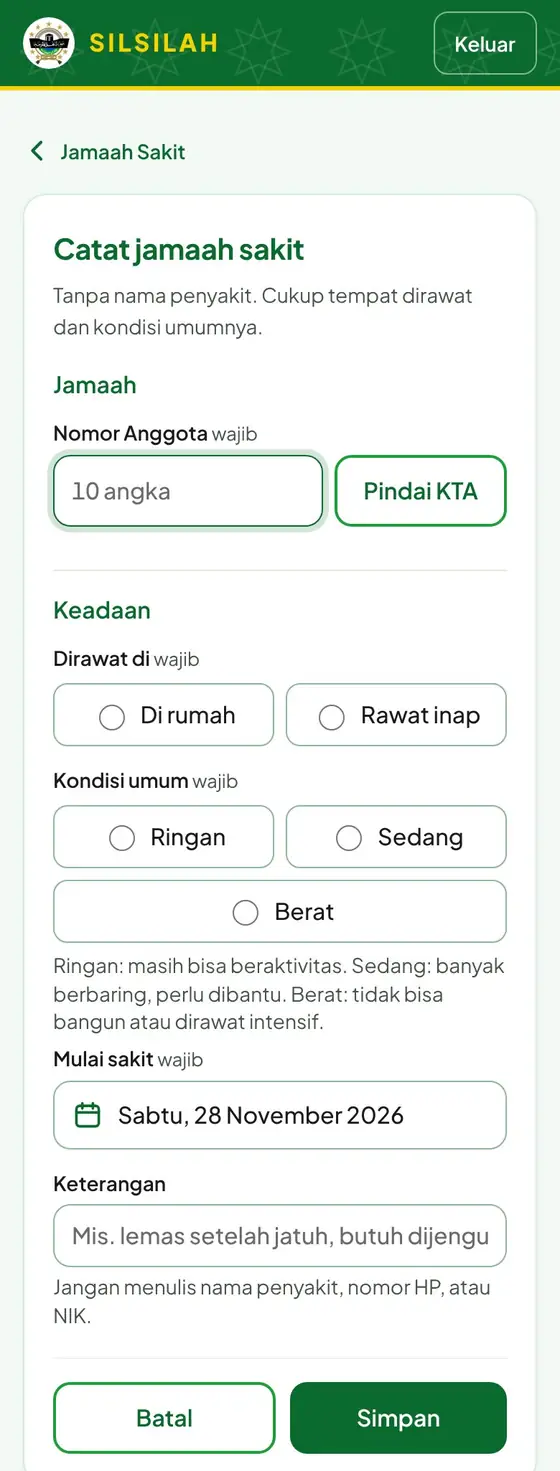 SILSILAH
Keluar
Jamaah Sakit
Catat jamaah sakit
Tanpa nama penyakit. Cukup tempat dirawat
dan kondisi umumnya.
Jamaah
Nomor Anggota wajib
10 angka
Pindai KTA
Keadaan
Dirawat di wajib
Di rumah
Rawat inap
Kondisi umum wajib
Ringan
Sedang
Berat
Ringan: masih bisa beraktivitas. Sedang: banyak
berbaring, perlu dibantu. Berat: tidak bisa
bangun atau dirawat intensif.
Mulai sakit wajib
Sabtu, 28 November 2026
Keterangan
Mis. lemas setelah jatuh, butuh dijengu
Jangan menulis nama penyakit, nomor HP, atau
NIK.
Batal
Simpan